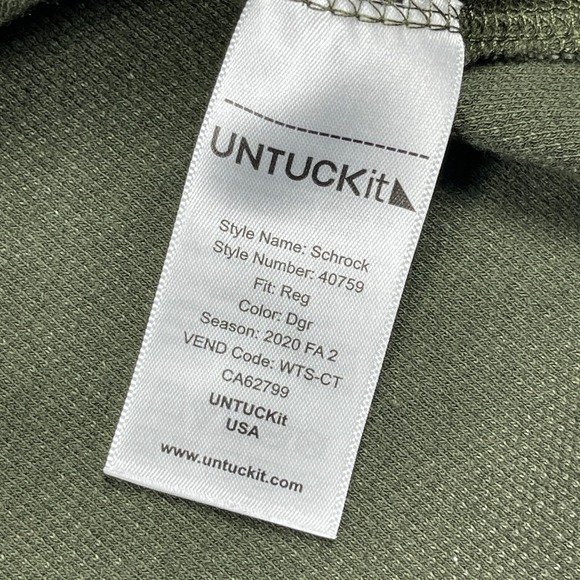 UNTUCKit
Style Name: Schrock
Style Number: 40759
Fit: Reg
Color: Dgr
Season: 2020 FA 2
VEND Code: WTS-CT
CA62799
UNTUCKit
USA
www.untuckit.com